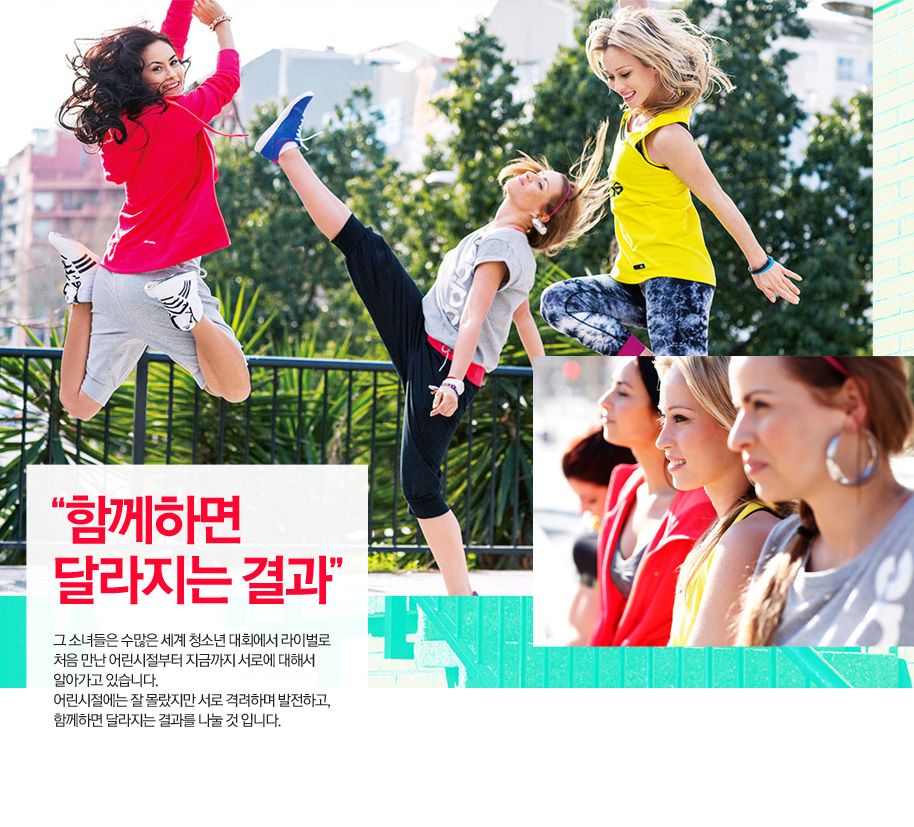 “함께하면
달라지는 결과”
그 소녀들은 수많은 세계 청소년 대회에서 라이벌로
처음 만난 어린시절부터 지금까지 서로에 대해서
알아가고 있습니다.
어린시절에는 잘 몰랐지만 서로 격려하며 발전하고,
함께하면 달라지는 결과를 나눌 것 입니다.